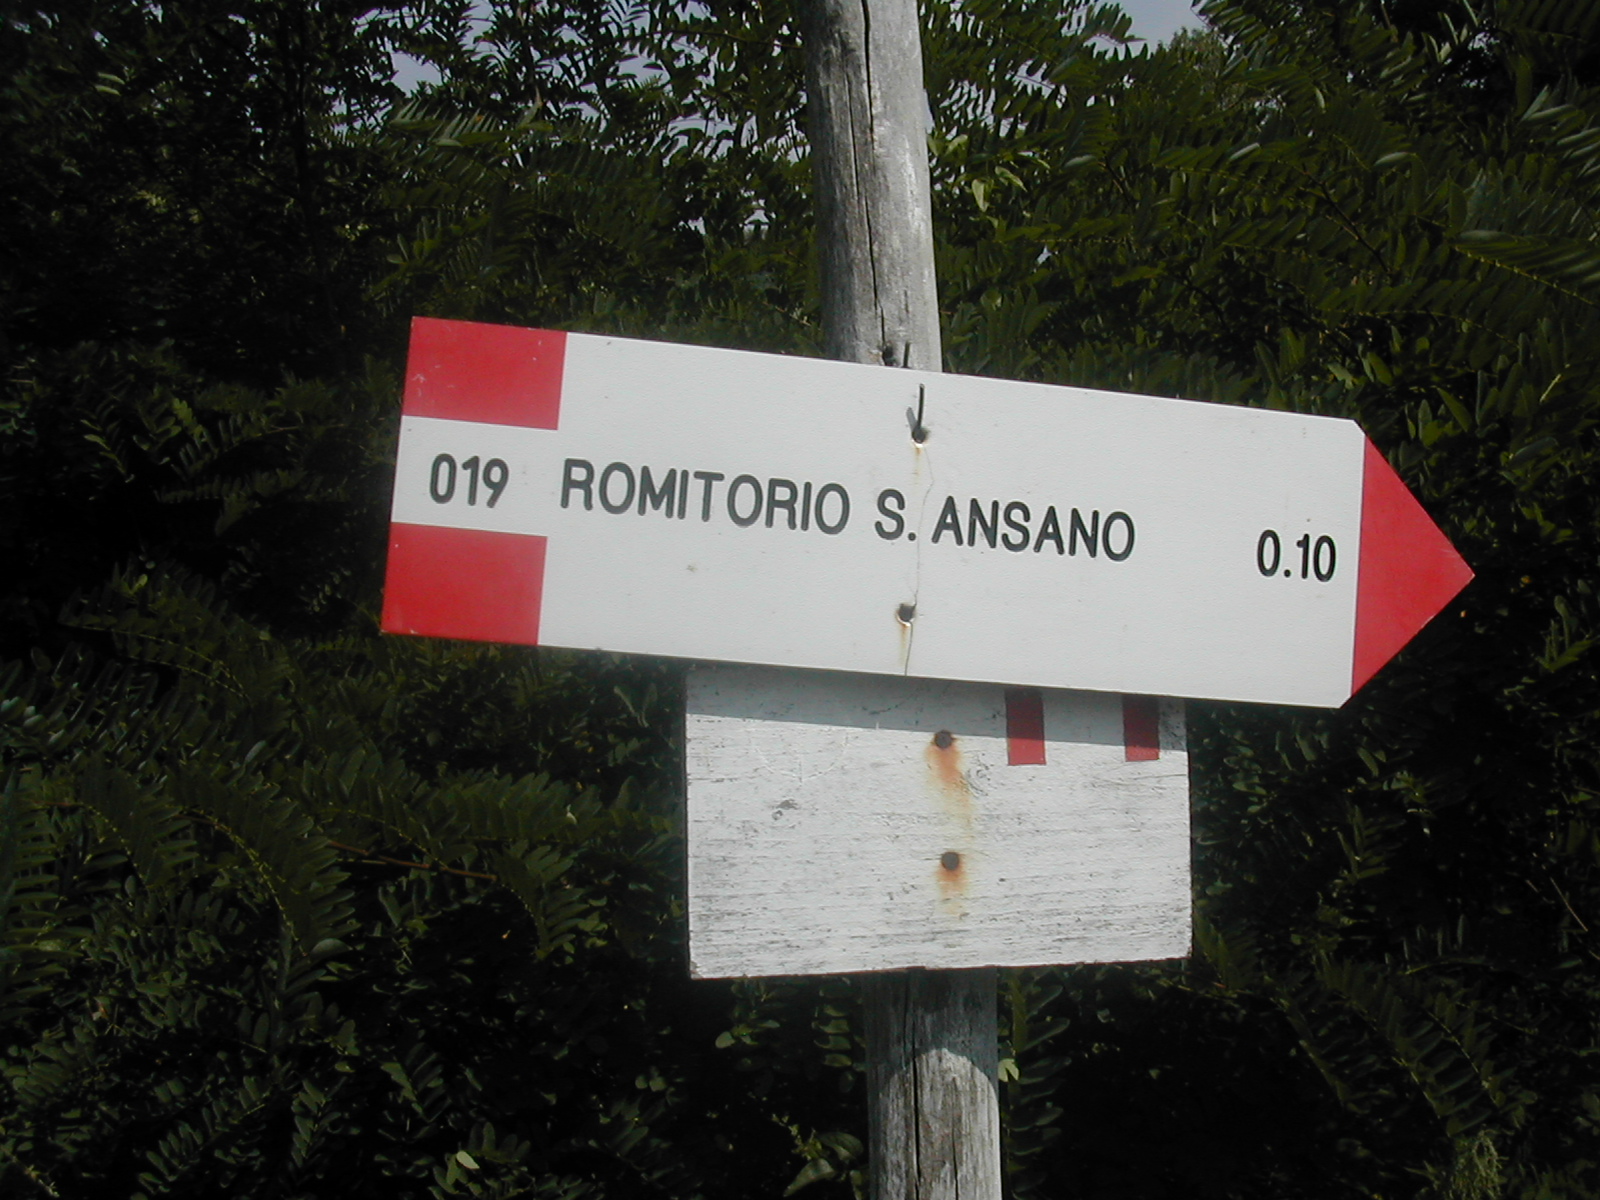 019 ROMITORIO S. ANSANO 0.10